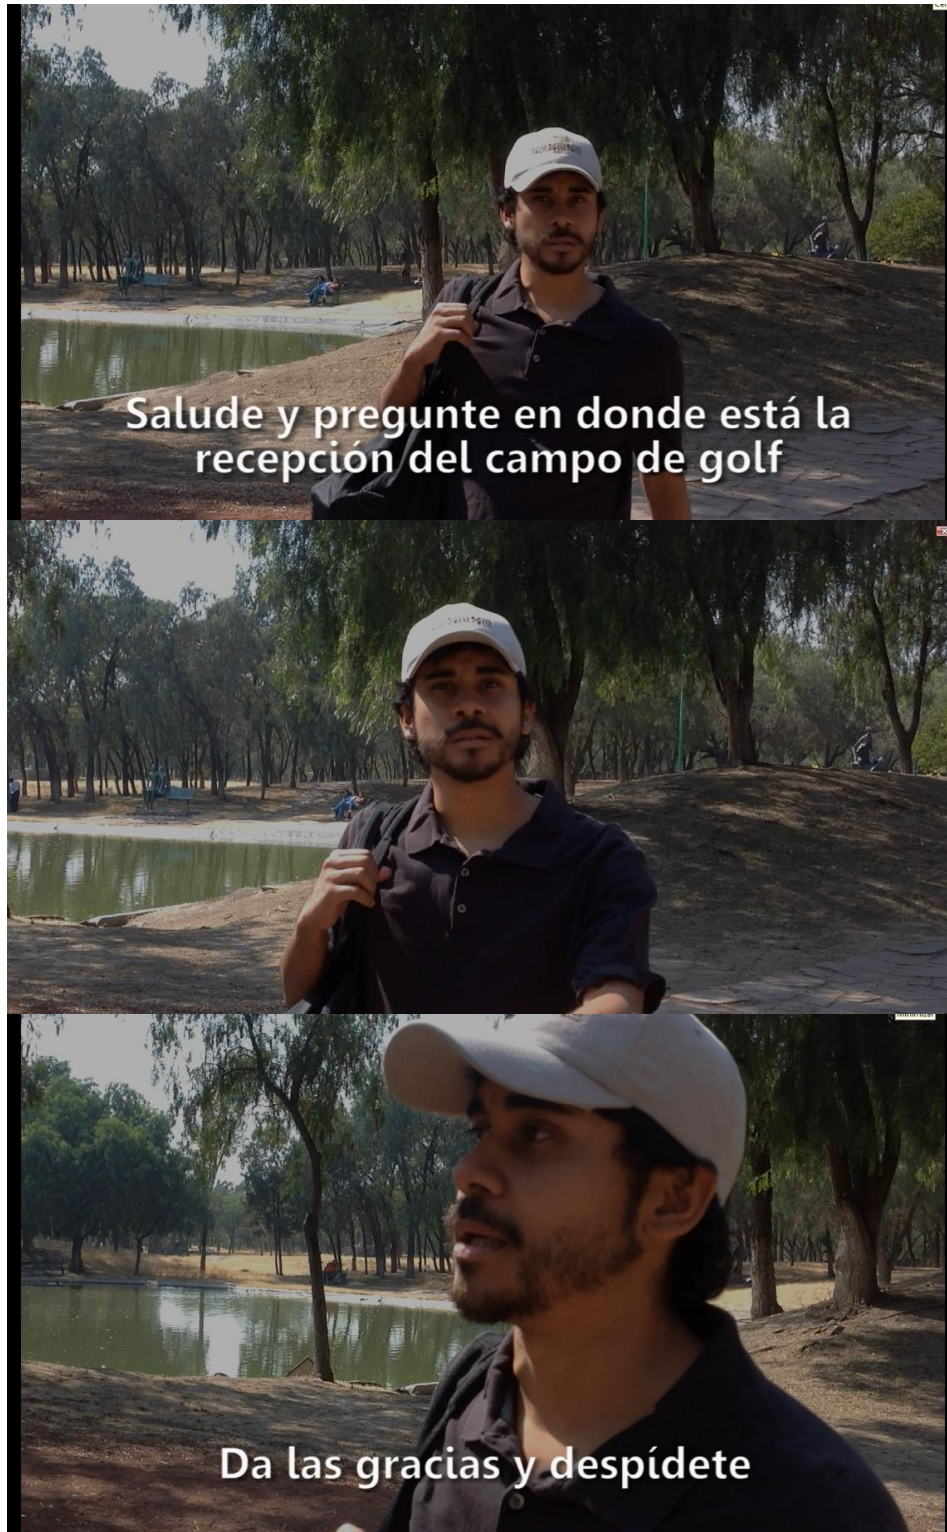 Salude y pregunte en donde está la
recepción del campo de golf
Da las gracias y despídete